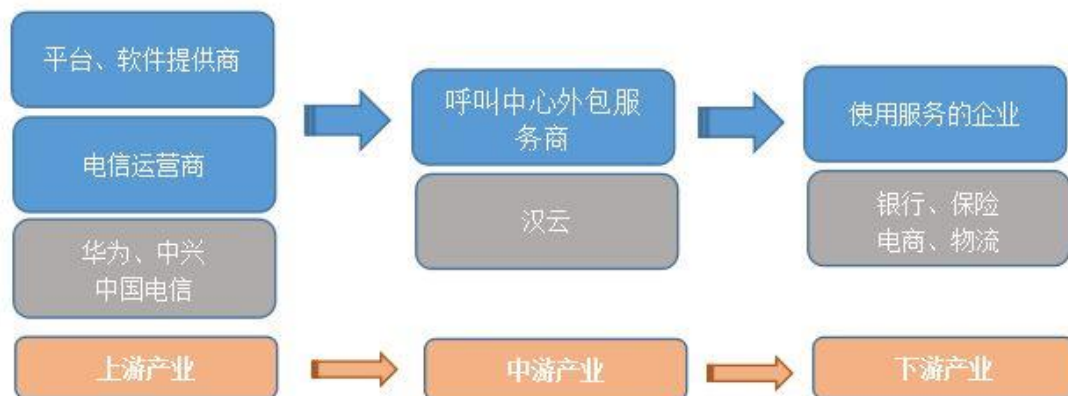 平台、软件提供商
电信运营商
华为、中兴
中国电信
上游产业
呼叫中心外包服
务商
汉云
中游产业
使用服务的企业
银行、保险
电商、物流
下游产业